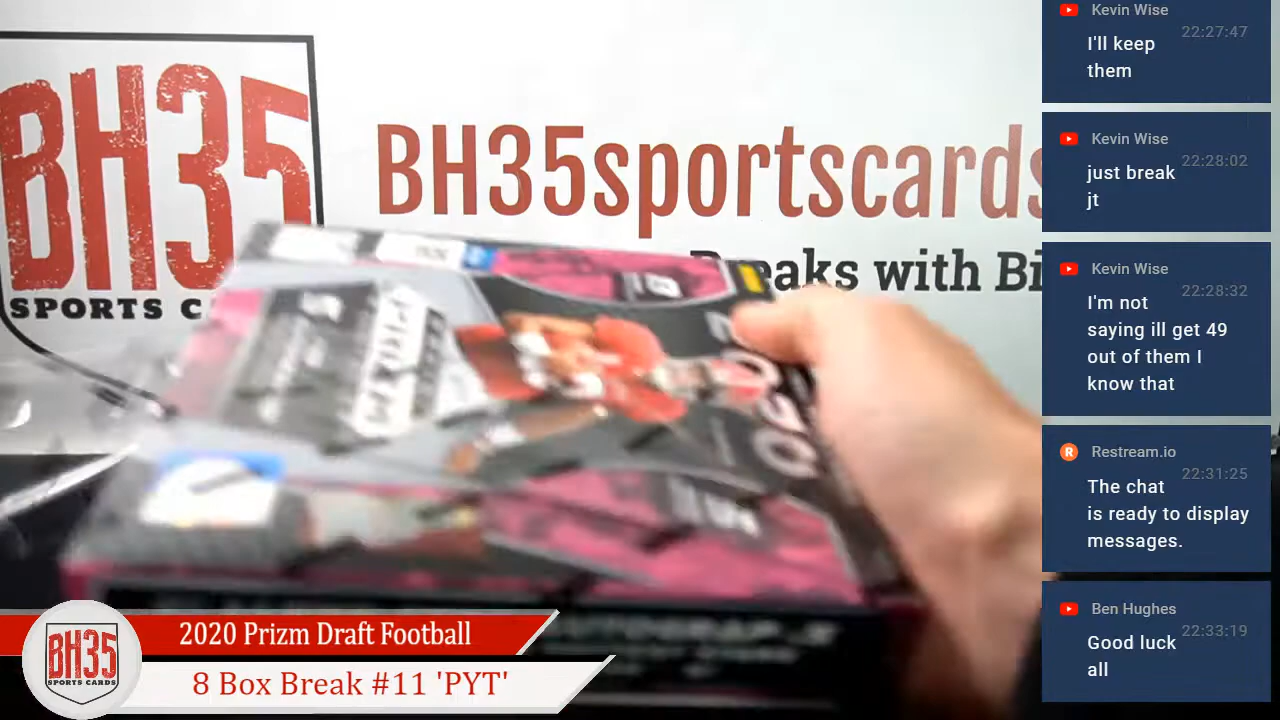 BH35
SPORTS C
BH35sportscards
Breaks with Bi
PRIZM
2020
2020 Prizm Draft Football
8 Box Break #11 'PYT'
BH35
SPORTS CARDS
Kevin Wise
22:27:47
I'll keep
them
Kevin Wise
22:28:02
just break
jt
Kevin Wise
22:28:32
I'm not
saying ill get 49
out of them I
know that
Restream.io
22:31:25
The chat
is ready to display
messages.
Ben Hughes
22:33:19
Good luck
all